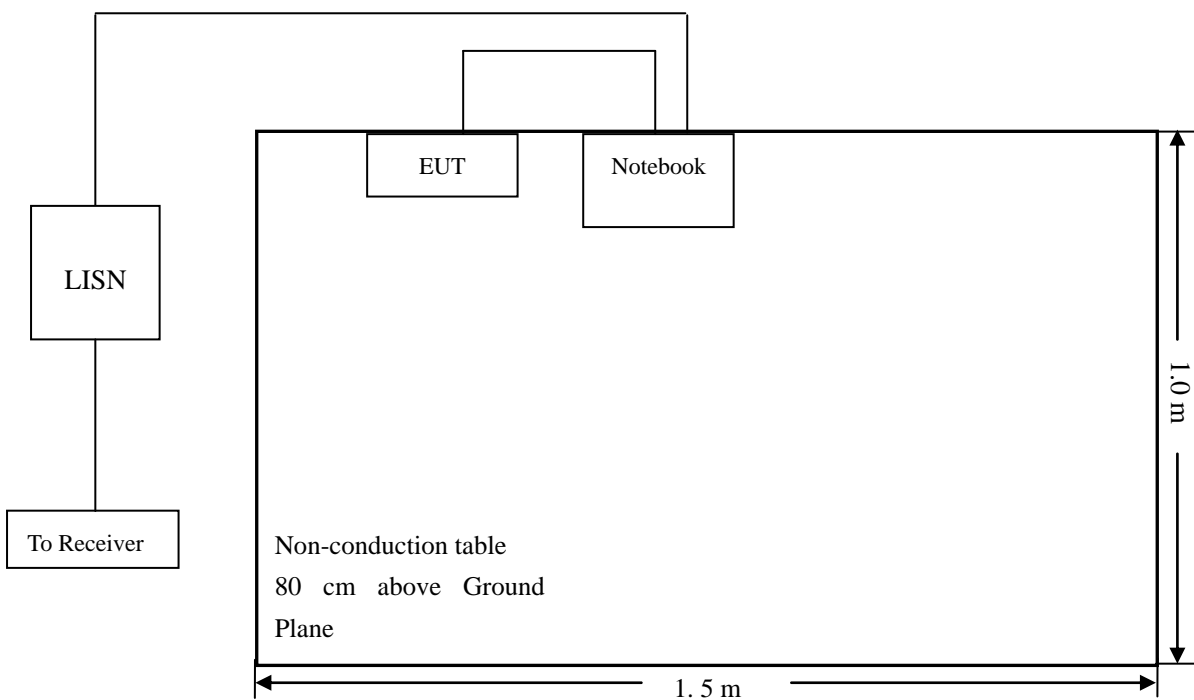 EUT
Notebook
LISN
1.0 m
To Receiver
Non-conduction table
80 cm above Ground
Plane
1. 5 m